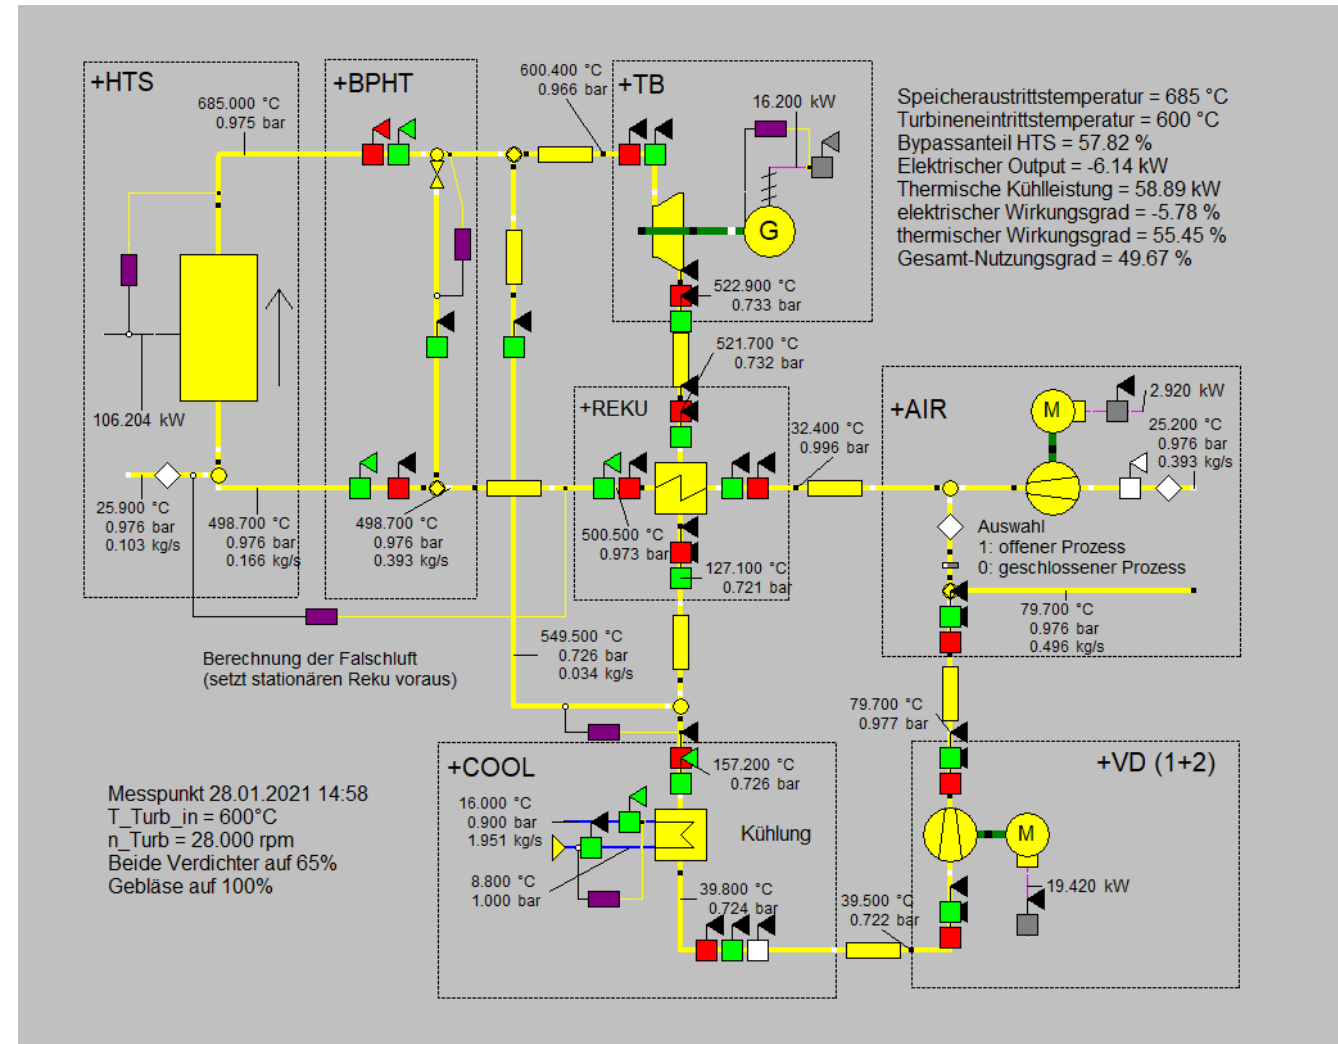 +HTS
685.000 °C
0.975 bar
106.204 kW
25.900 °C
0.976 bar
0.103 kg/s
498.700 °C
0.976 bar
0.166 kg/s
+BPHT
498.700 °C
0.976 bar
0.393 kg/s
600.400 °C
0.966 bar
+TB
16.200 kW
G
522.900 °C
0.733 bar
521.700 °C
0.732 bar
Speicheraustrittstemperatur = 685 °C
Turbineneintrittstemperatur = 600 °C
Bypassanteil HTS = 57.82 %
Elektrischer Output = -6.14 kW
Thermische Kühlleistung = 58.89 kW
elektrischer Wirkungsgrad = -5.78 %
thermischer Wirkungsgrad = 55.45 %
Gesamt-Nutzungsgrad = 49.67 %
+REKU
500.500 °C
0.973 bar
127.100 °C
0.721 bar
32.400 °C
0.996 bar
+AIR
M
2.920 kW
25.200 °C
0.976 bar
0.393 kg/s
Auswahl
1: offener Prozess
0: geschlossener Prozess
79.700 °C
0.976 bar
0.496 kg/s
Berechnung der Falschluft
(setzt stationären Reku voraus)
549.500 °C
0.726 bar
0.034 kg/s
79.700 °C
0.977 bar
+COOL
157.200 °C
0.726 bar
16.000 °C
0.900 bar
1.951 kg/s
Kühlung
8.800 °C
1.000 bar
39.800 °C
0.724 bar
39.500 °C
0.722 bar
+VD (1+2)
M
19.420 kW
Messpunkt 28.01.2021 14:58
T_Turb_in = 600°C
n_Turb = 28.000 rpm
Beide Verdichter auf 65%
Gebläse auf 100%